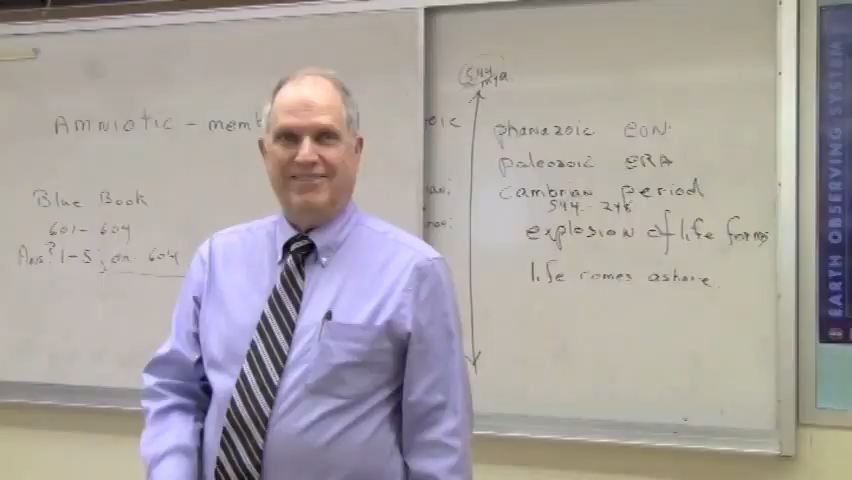 AMNIOTIC - memb
Blue Book
601-604
Ans? 1-5 on 604
544 mya
phanazoic EON
paleozoic ERA
cambrian period
544 - 248
explosion of life forms
life comes ashore
EARTH OBSERVING SYSTEM